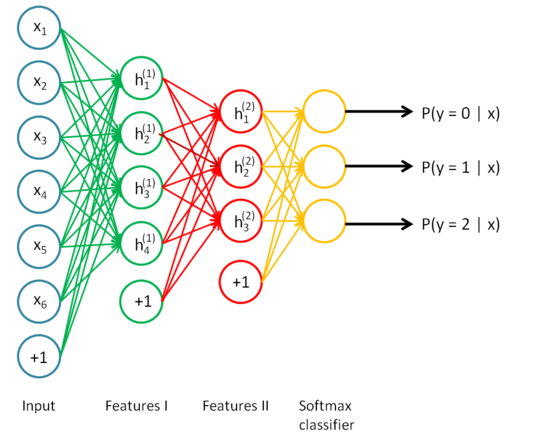 x₁
x₂
x₃
x₄
x₅
x₆
+1
h₁⁽¹⁾
h₂⁽¹⁾
h₃⁽¹⁾
h₄⁽¹⁾
+1
h₁⁽²⁾
h₂⁽²⁾
h₃⁽²⁾
+1
P(y = 0 | x)
P(y = 1 | x)
P(y = 2 | x)
Input
Features I
Features II
Softmax
classifier